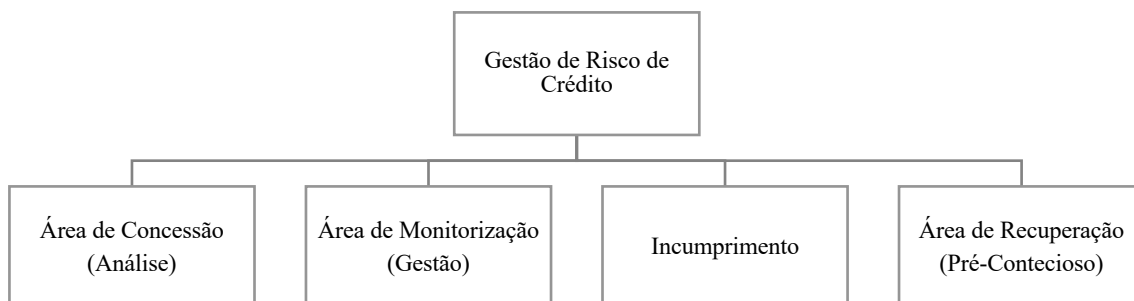 Gestão de Risco de
Crédito
Área de Concessão
(Análise)
Área de Monitorização
(Gestão)
Incumprimento
Área de Recuperação
(Pré-Contecioso)